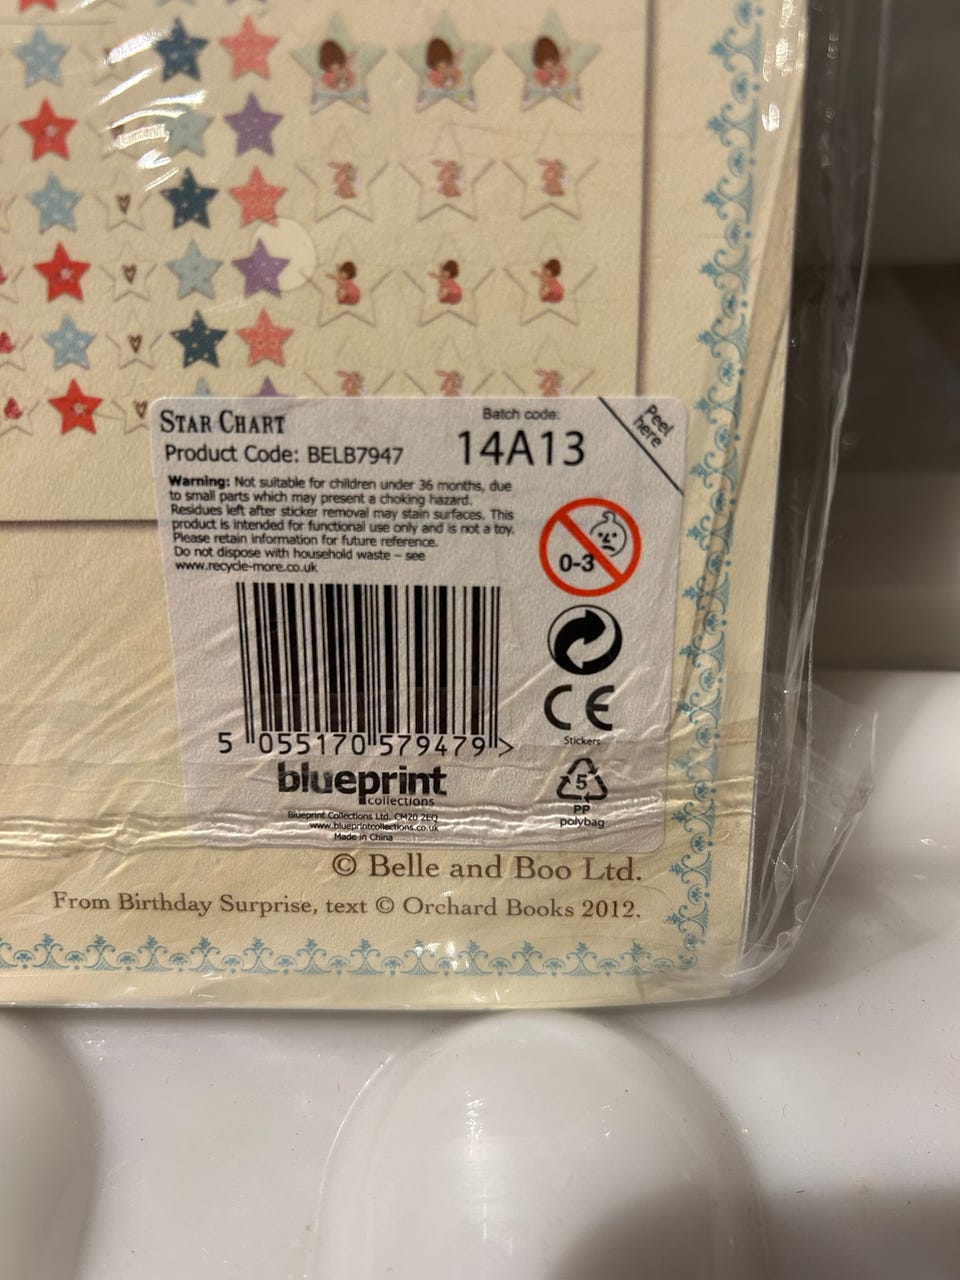 STAR CHART
Product Code: BELB7947
Batch code:
14A13
Peel
here
Warning: Not suitable for children under 36 months, due
to small parts which may present a choking hazard.
Residues left after sticker removal may stain surfaces. This
product is intended for functional use only and is not a toy.
Please retain information for future reference.
Do not dispose with household waste – see
www.recycle-more.co.uk
0-3
5 055170 579479 >
CE
Stickers
blueprint
collections
Blueprint Collections Ltd. CM20 2EQ
www.blueprintcollections.co.uk
Made in China
5
PP
polybag
© Belle and Boo Ltd.
From Birthday Surprise, text © Orchard Books 2012.